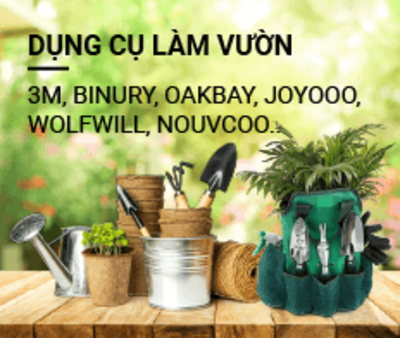 DỤNG CỤ LÀM VƯỜN
3M, BINURY, OAKBAY, JOYOOO,
WOLFWILL, NOUVCOO..